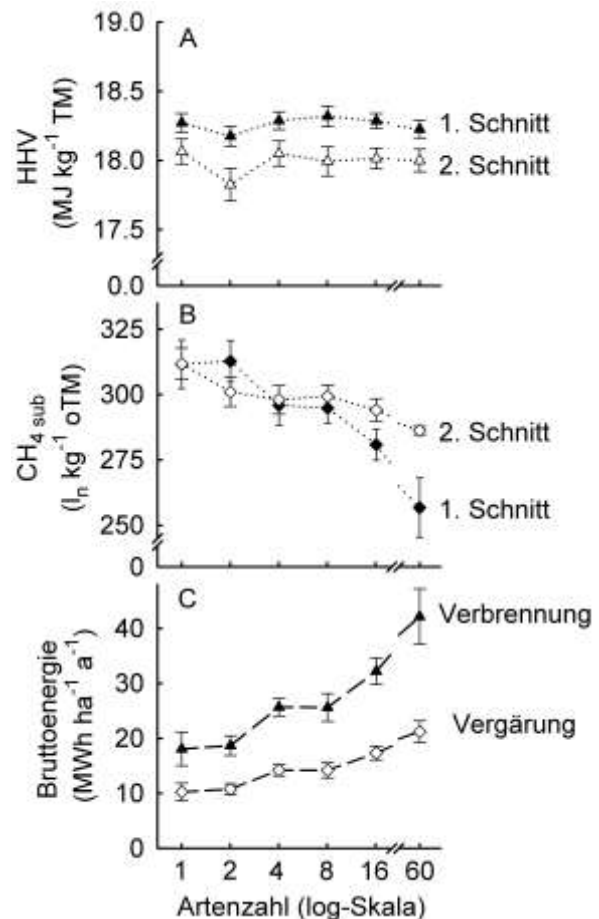 A
19.0
18.5
18.0
17.5
0.0
HHV
(MJ kg⁻¹ TM)
1. Schnitt
2. Schnitt
B
325
300
275
250
0
CH₄ sub
(lₙ kg⁻¹ oTM)
2. Schnitt
1. Schnitt
C
40
30
20
10
0
Bruttoenergie
(MWh ha⁻¹ a⁻¹)
Verbrennung
Vergärung
1 2 4 8 16 60
Artenzahl (log-Skala)